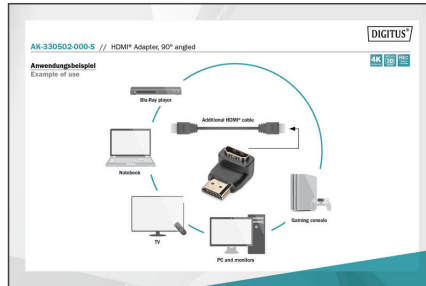 DIGITUS®
AK-330502-000-S // HDMI® Adapter, 90° angled
4K
3D
HEC
Anwendungsbeispiel
Example of use
Blu-Ray player
Additional HDMI® cable
Notebook
Gaming console
TV
PC and monitors